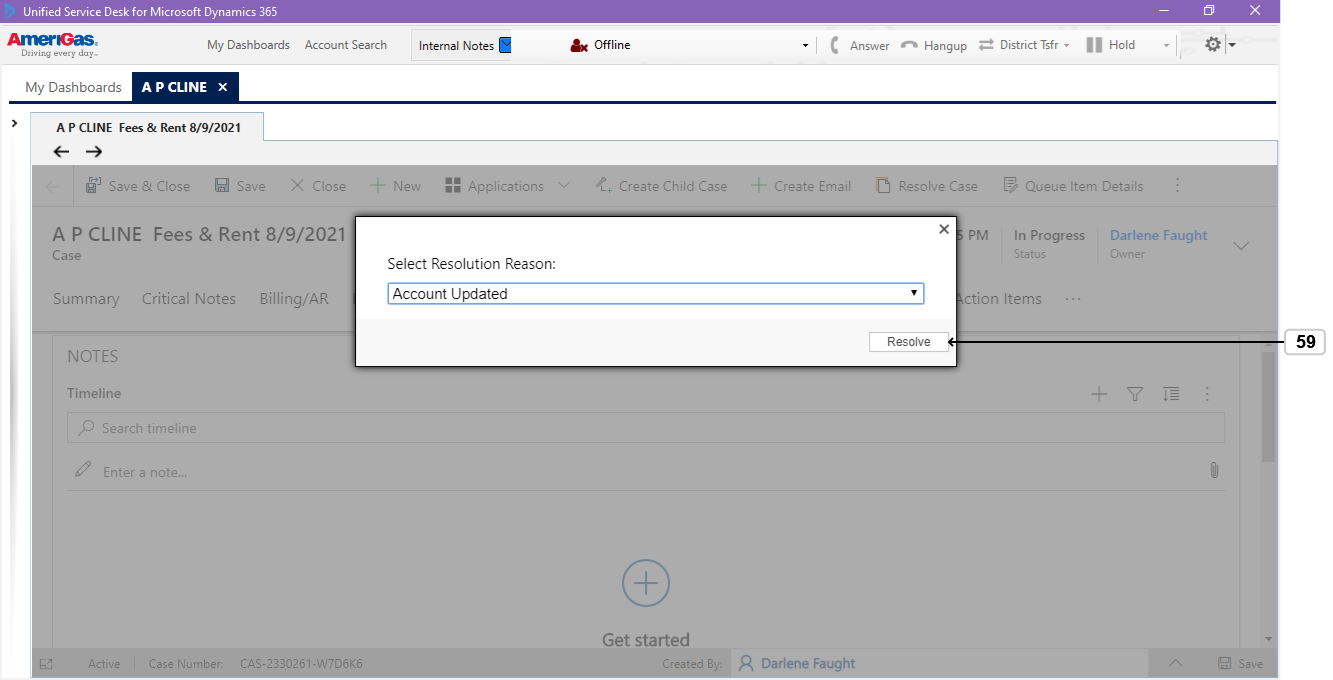 Unified Service Desk for Microsoft Dynamics 365
AmeriGas.
Driving every day™
My Dashboards Account Search Internal Notes Offline Answer Hangup District Tsfr Hold
My Dashboards A P CLINE
A P CLINE Fees & Rent 8/9/2021
Save & Close Save Close New Applications Create Child Case Create Email Resolve Case Queue Item Details
A P CLINE Fees & Rent 8/9/2021
Case
5 PM
In Progress
Status
Darlene Faught
Owner
Summary Critical Notes Billing/AR Action Items
Select Resolution Reason:
Account Updated
Resolve
59
NOTES
Timeline
Search timeline
Enter a note...
Get started
Active Case Number: CAS-2330261-W7D6K6 Created By: Darlene Faught Save